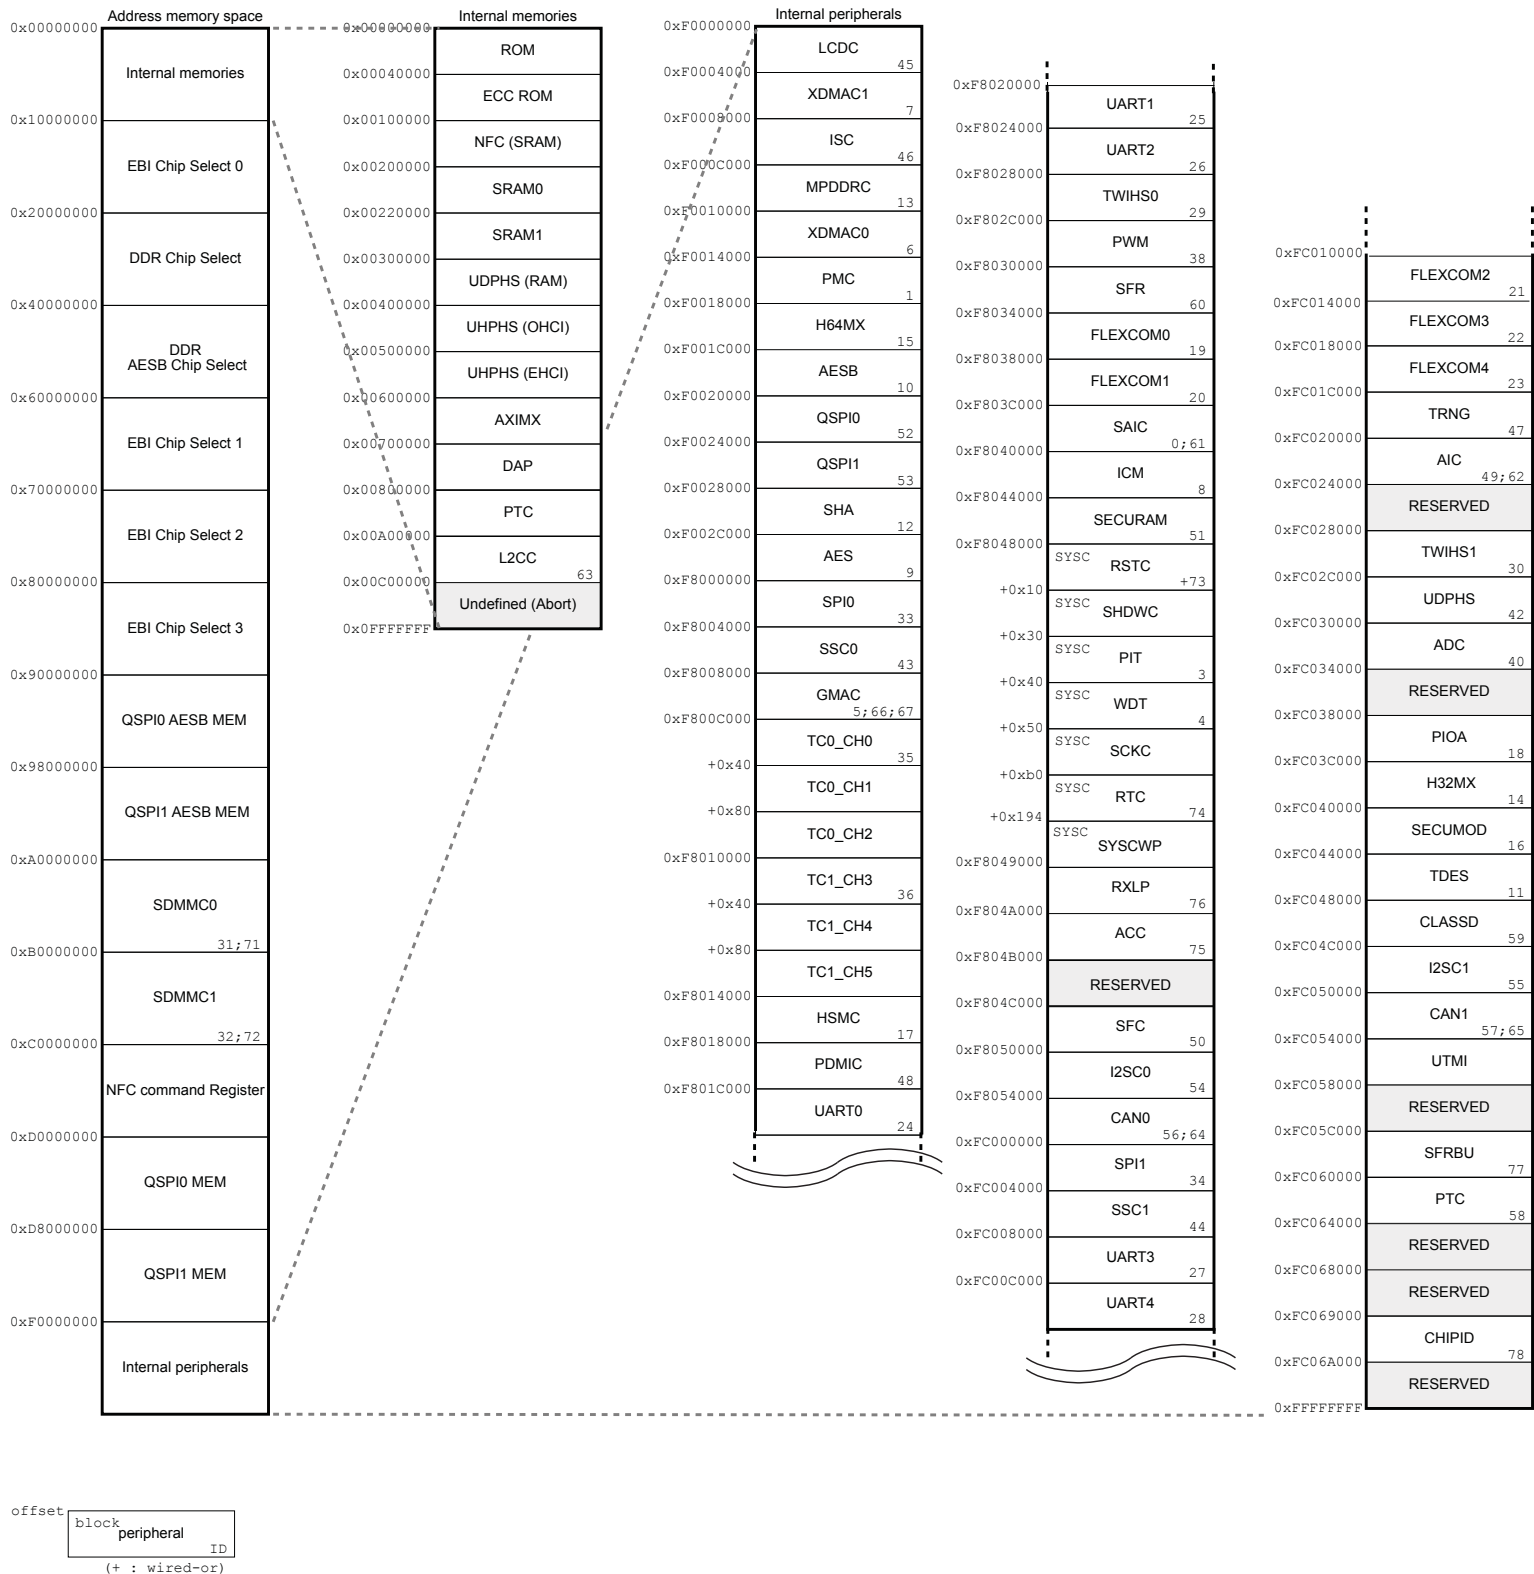 Address memory space
0x00000000
Internal memories
0x10000000
EBI Chip Select 0
0x20000000
DDR Chip Select
0x40000000
DDR
AESB Chip Select
0x60000000
EBI Chip Select 1
0x70000000
EBI Chip Select 2
0x80000000
EBI Chip Select 3
0x90000000
QSPI0 AESB MEM
0x98000000
QSPI1 AESB MEM
0xA0000000
SDMMC0
31;71
0xB0000000
SDMMC1
32;72
0xC0000000
NFC command Register
0xD0000000
QSPI0 MEM
0xD8000000
QSPI1 MEM
0xF0000000
Internal peripherals
Internal memories
0x00000000
ROM
0x00040000
ECC ROM
0x00100000
NFC (SRAM)
0x00200000
SRAM0
0x00220000
SRAM1
0x00300000
UDPHS (RAM)
0x00400000
UHPHS (OHCI)
0x00500000
UHPHS (EHCI)
0x00600000
AXIMX
0x00700000
DAP
0x00800000
PTC
0x00A00000
L2CC
63
0x00C00000
Undefined (Abort)
0x0FFFFFFF
Internal peripherals
0xF0000000
LCDC
45
0xF0004000
XDMAC1
7
0xF0008000
ISC
46
0xF000C000
MPDDRC
13
0xF0010000
XDMAC0
6
0xF0014000
PMC
1
0xF0018000
H64MX
15
0xF001C000
AESB
10
0xF0020000
QSPI0
52
0xF0024000
QSPI1
53
0xF0028000
SHA
12
0xF002C000
AES
9
0xF8000000
SPI0
33
0xF8004000
SSC0
43
0xF8008000
GMAC
5;66;67
0xF800C000
TC0_CH0
35
+0x40
TC0_CH1
+0x80
TC0_CH2
0xF8010000
TC1_CH3
36
+0x40
TC1_CH4
+0x80
TC1_CH5
0xF8014000
HSMC
17
0xF8018000
PDMIC
48
0xF801C000
UART0
24
0xF8020000
UART1
25
0xF8024000
UART2
26
0xF8028000
TWIHS0
29
0xF802C000
PWM
38
0xF8030000
SFR
60
0xF8034000
FLEXCOM0
19
0xF8038000
FLEXCOM1
20
0xF803C000
SAIC
0;61
0xF8040000
ICM
8
0xF8044000
SECURAM
51
0xF8048000
SYSC
RSTC
+73
+0x10
SYSC
SHDWC
+0x30
SYSC
PIT
3
+0x40
SYSC
WDT
4
+0x50
SYSC
SCKC
+0xb0
SYSC
RTC
74
+0x194
SYSC
SYSCWP
0xF8049000
RXLP
76
0xF804A000
ACC
75
0xF804B000
RESERVED
0xF804C000
SFC
50
0xF8050000
I2SC0
54
0xF8054000
CAN0
56;64
0xFC000000
SPI1
34
0xFC004000
SSC1
44
0xFC008000
UART3
27
0xFC00C000
UART4
28
0xFC010000
FLEXCOM2
21
0xFC014000
FLEXCOM3
22
0xFC018000
FLEXCOM4
23
0xFC01C000
TRNG
47
0xFC020000
AIC
49;62
0xFC024000
RESERVED
0xFC028000
TWIHS1
30
0xFC02C000
UDPHS
42
0xFC030000
ADC
40
0xFC034000
RESERVED
0xFC038000
PIOA
18
0xFC03C000
H32MX
14
0xFC040000
SECUMOD
16
0xFC044000
TDES
11
0xFC048000
CLASSD
59
0xFC04C000
I2SC1
55
0xFC050000
CAN1
57;65
0xFC054000
UTMI
0xFC058000
RESERVED
0xFC05C000
SFRBU
77
0xFC060000
PTC
58
0xFC064000
RESERVED
0xFC068000
RESERVED
0xFC069000
CHIPID
78
0xFC06A000
RESERVED
0xFFFFFFFF
offset
block
peripheral
ID
(+ : wired-or)